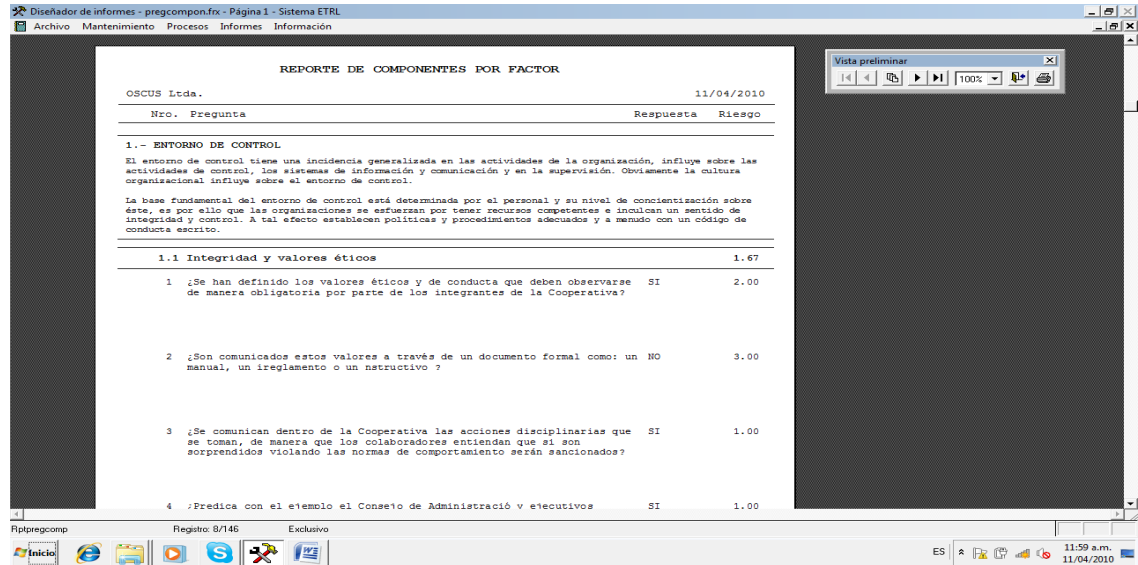 Diseñador de informes - pregcompon.frx - Página 1 - Sistema ETRL
Archivo Mantenimiento Procesos Informes Información
Vista preliminar
100%
REPORTE DE COMPONENTES POR FACTOR
OSCUS Ltda. 11/04/2010
Nro. Pregunta Respuesta Riesgo
1.- ENTORNO DE CONTROL
El entorno de control tiene una incidencia generalizada en las actividades de la organización, influye sobre las
actividades de control, los sistemas de información y comunicación y en la supervisión. Obviamente la cultura
organizacional influye sobre el entorno de control.
La base fundamental del entorno de control está determinada por el personal y su nivel de concientización sobre
éste, es por ello que las organizaciones se esfuerzan por tener recursos competentes e inculcan un sentido de
integridad y control. A tal efecto establecen políticas y procedimientos adecuados y a menudo con un código de
conducta escrito.
1.1 Integridad y valores éticos 1.67
1 ¿Se han definido los valores éticos y de conducta que deben observarse SI 2.00
de manera obligatoria por parte de los integrantes de la Cooperativa?
2 ¿Son comunicados estos valores a través de un documento formal como: un NO 3.00
manual, un ireglamento o un nstructivo ?
3 ¿Se comunican dentro de la Cooperativa las acciones disciplinarias que SI 1.00
se toman, de manera que los colaboradores entiendan que si son
sorprendidos violando las normas de comportamiento serán sancionados?
4 ¿Predica con el ejemplo el Consejo de Administració y ejecutivos SI 1.00
Rptpregcomp Registro: 8/146 Exclusivo
Inicio ES 11:59 a.m.
11/04/2010